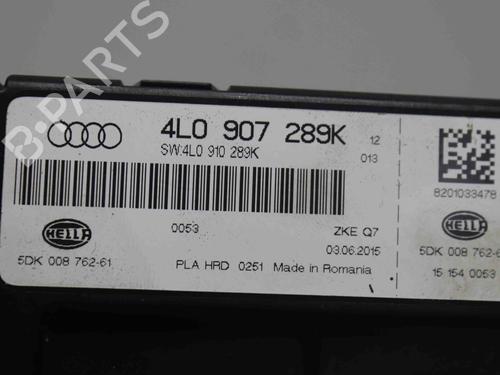 B-PARTS
4L0 907 289K 12
SW:4L0 910 289K 013
8201033478
HELLA
0053 ZKE Q7
03.06.2015
HELLA
5DK 008 762-61
5DK 008 762-6
PLA HRD 0251 Made in Romania
15 154 0053